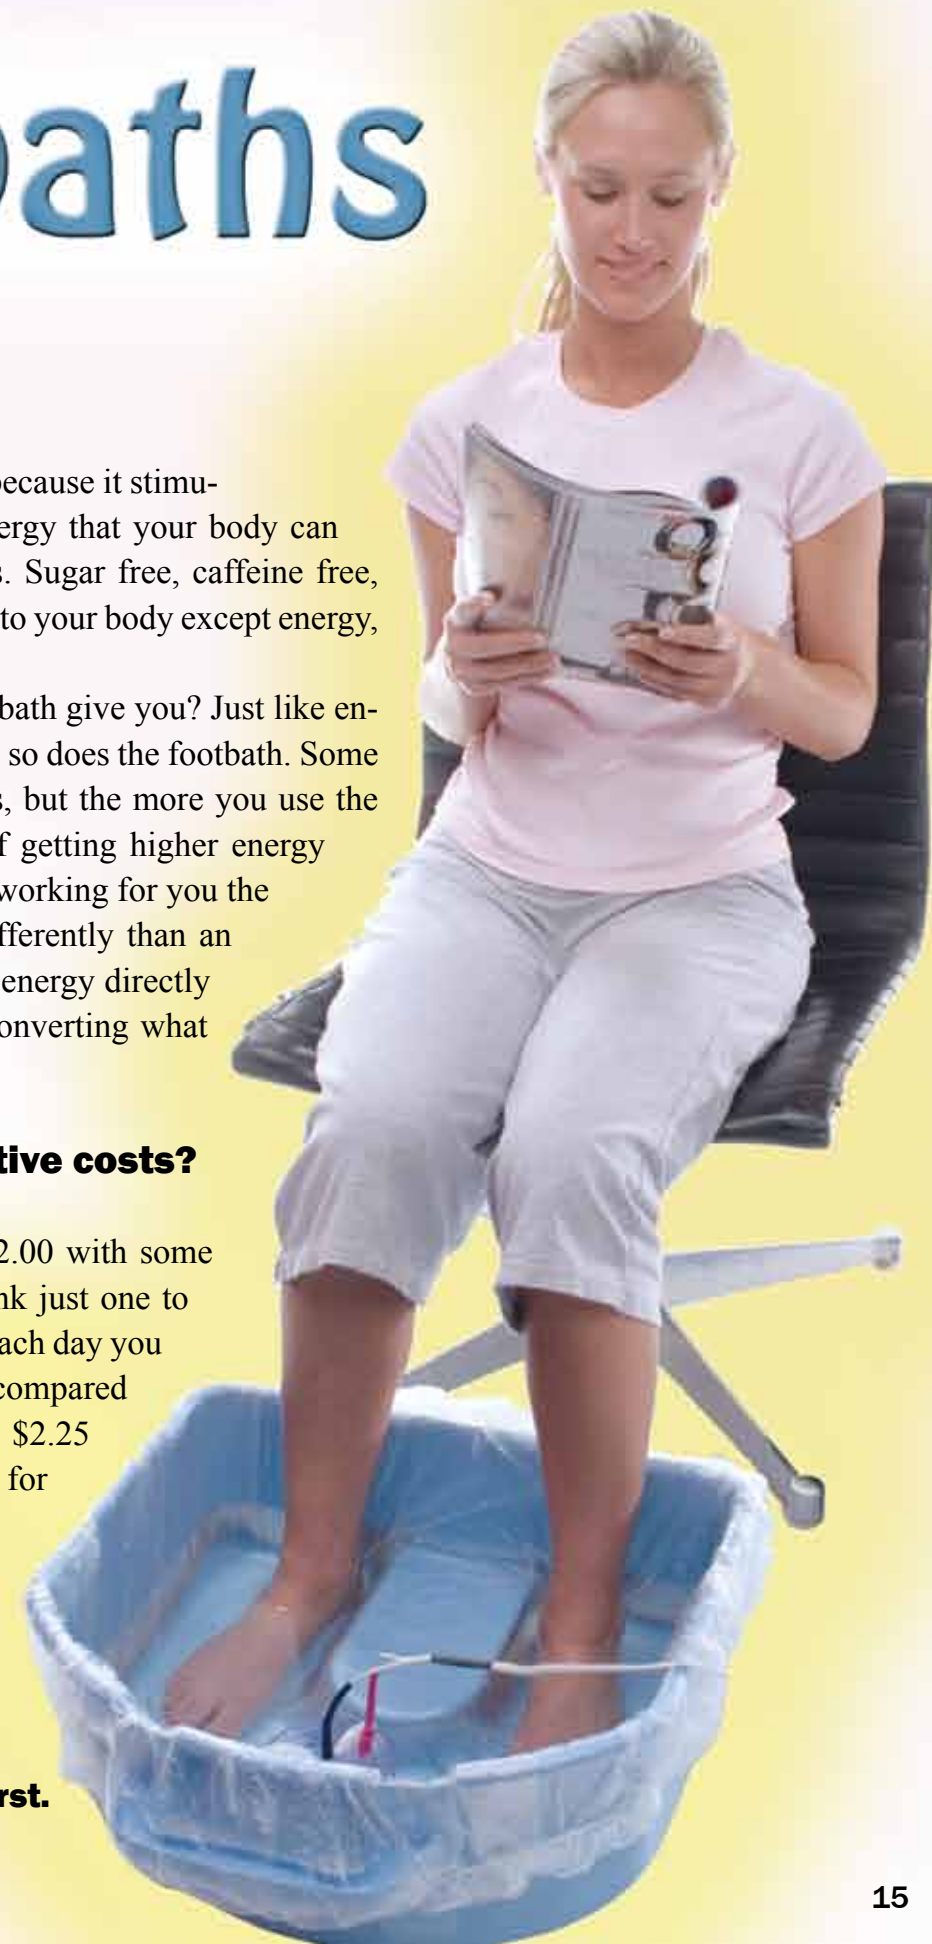 baths
because it stimu-
ergy that your body can
s. Sugar free, caffeine free,
to your body except energy,
bath give you? Just like en-
so does the footbath. Some
s, but the more you use the
f getting higher energy
working for you the
fferently than an
energy directly
onverting what
tive costs?
2.00 with some
nk just one to
ach day you
compared
$2.25
for
rst.
15